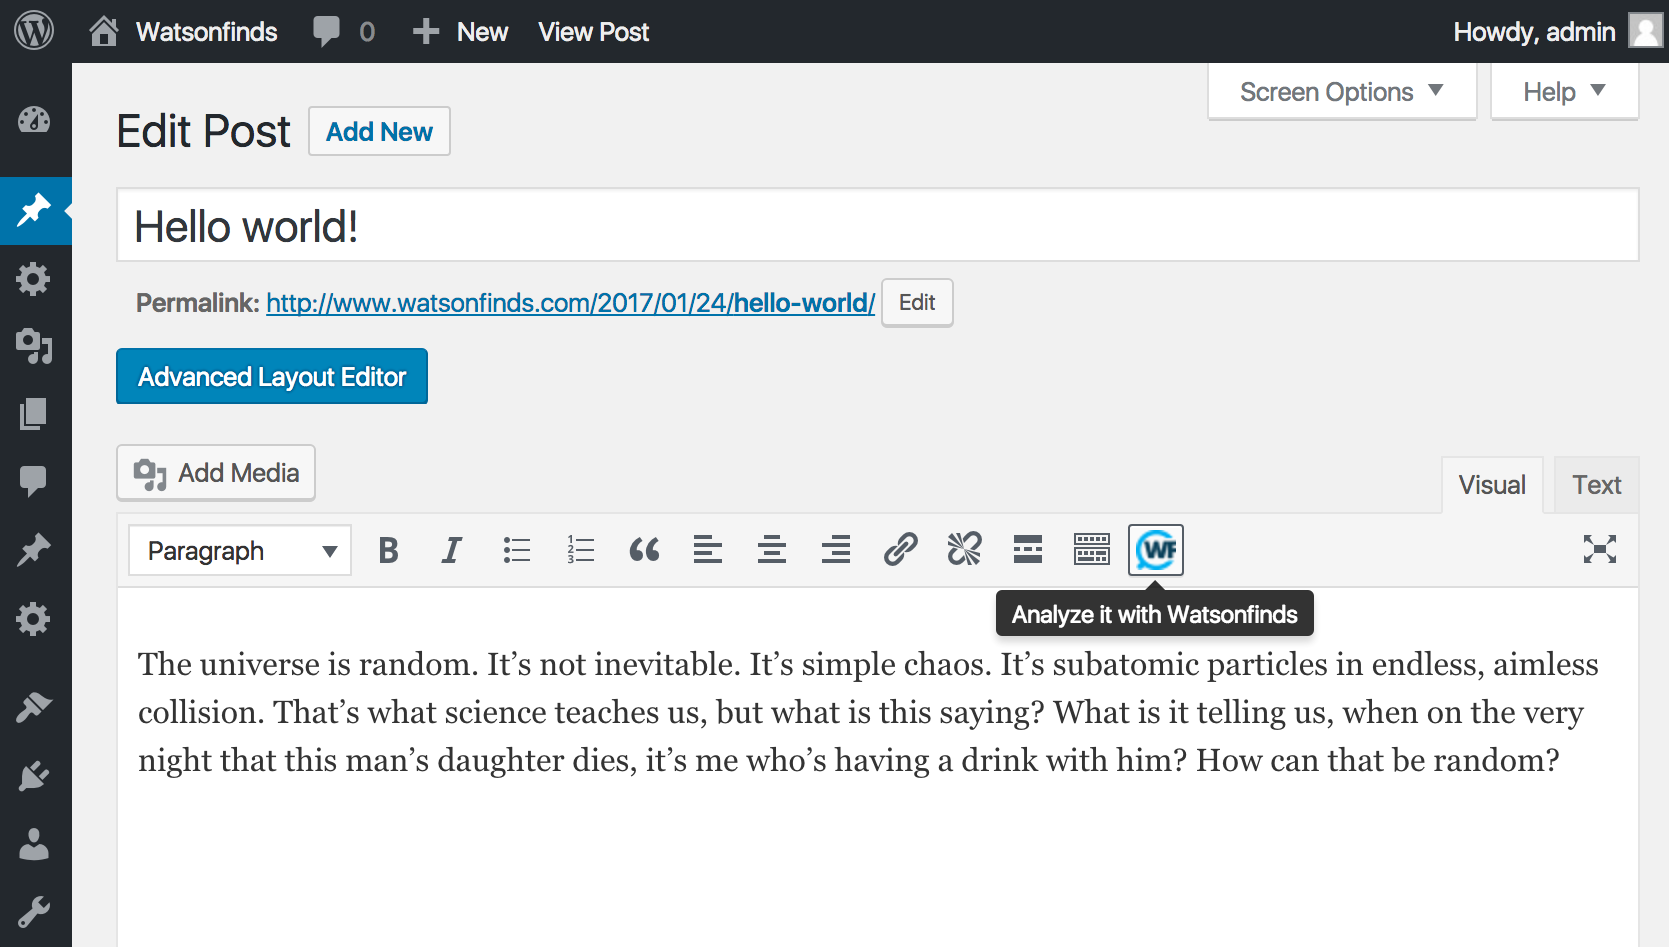 Watsonfinds 0 New View Post Howdy, admin
Screen Options Help
Edit Post Add New
Hello world!
Permalink: http://www.watsonfinds.com/2017/01/24/hello-world/ Edit
Advanced Layout Editor
Add Media Visual Text
Paragraph B I 1 2 3 WF
Analyze it with Watsonfinds
The universe is random. It’s not inevitable. It’s simple chaos. It’s subatomic particles in endless, aimless
collision. That’s what science teaches us, but what is this saying? What is it telling us, when on the very
night that this man’s daughter dies, it’s me who’s having a drink with him? How can that be random?